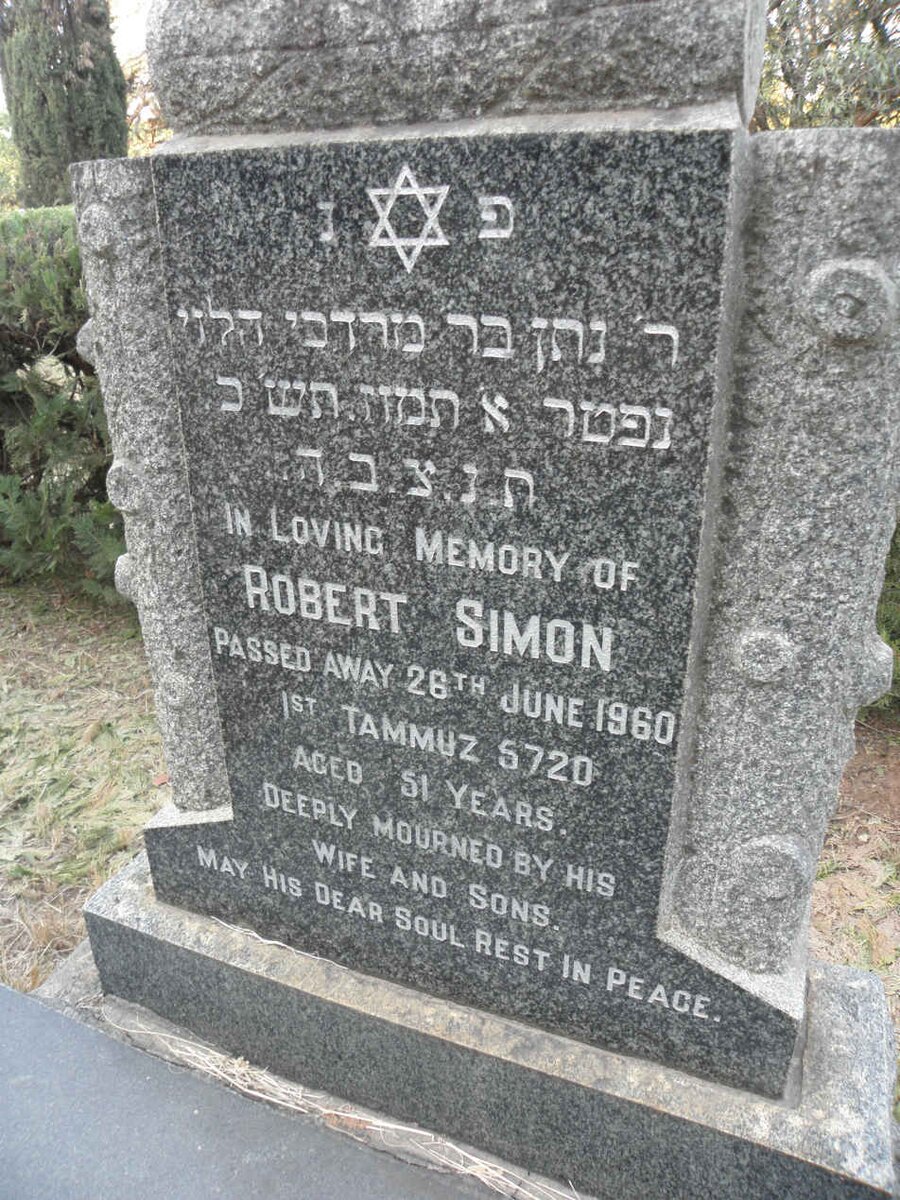 פ נ
ר' נתן בר מרדכי הלוי
נפטר א' תמוז. תש"כ.
ת.נ.צ.ב.ה.
IN LOVING MEMORY OF
ROBERT SIMON
PASSED AWAY 26TH JUNE 1960
1ST TAMMUZ 5720
AGED 51 YEARS.
DEEPLY MOURNED BY HIS
WIFE AND SONS.
MAY HIS DEAR SOUL REST IN PEACE.